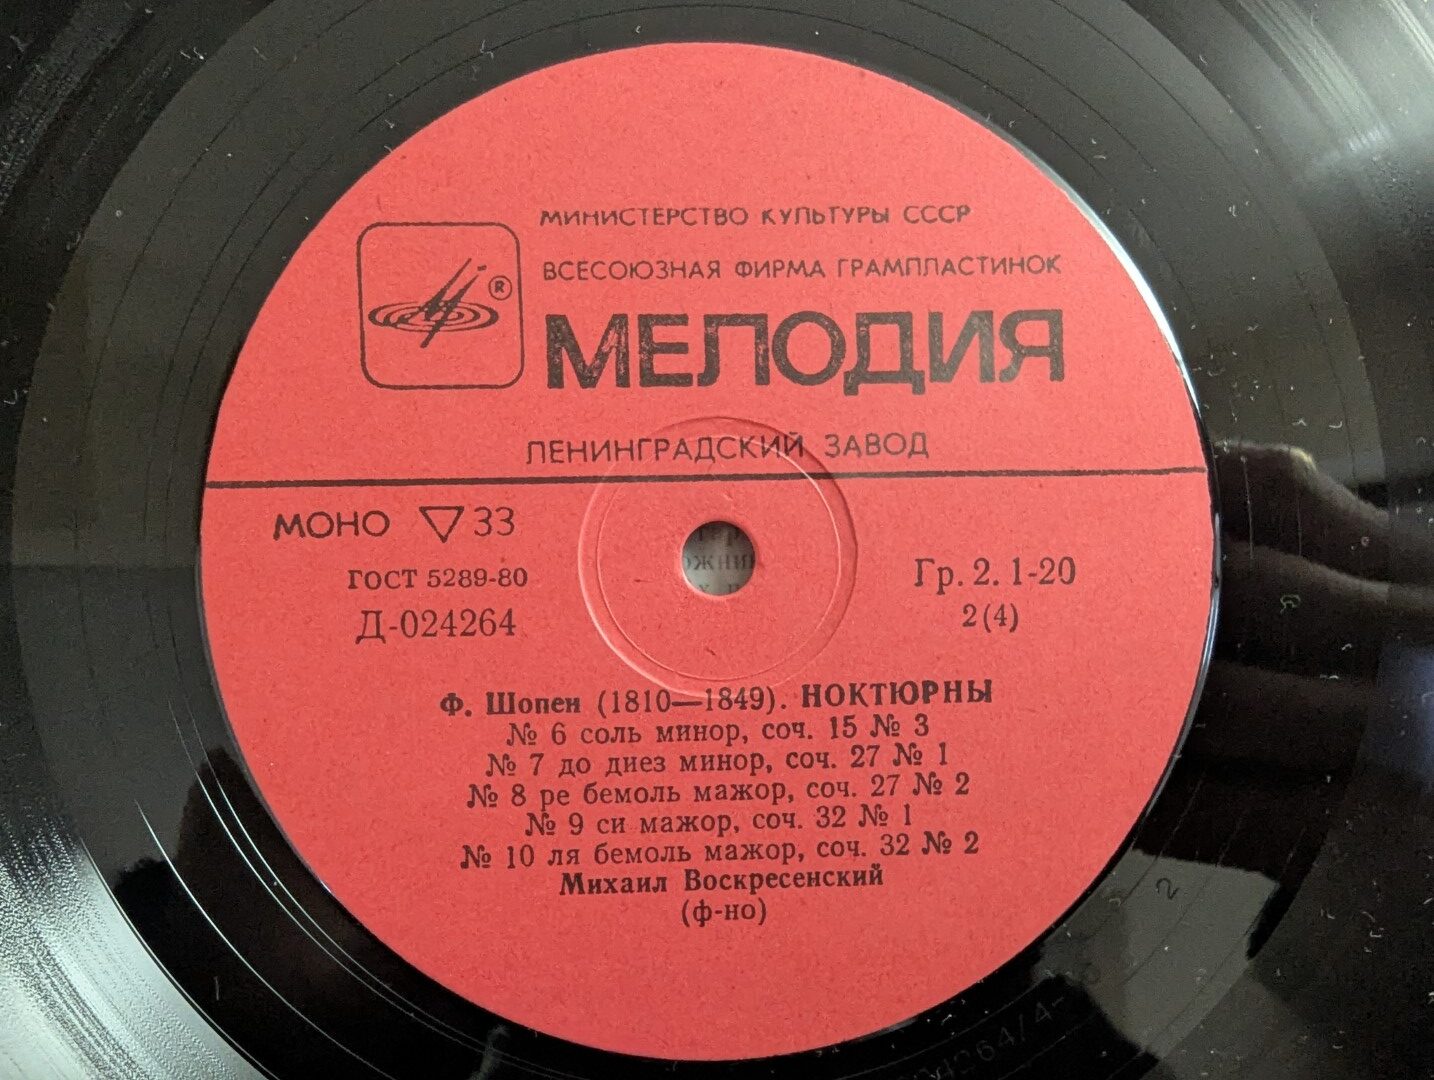 МИНИСТЕРСТВО КУЛЬТУРЫ СССР
ВСЕСОЮЗНАЯ ФИРМА ГРАМПЛАСТИНОК
®
МЕЛОДИЯ
ЛЕНИНГРАДСКИЙ ЗАВОД
МОНО ▽ 33
ГОСТ 5289-80
Д-024264
Гр. 2. 1-20
2 (4)
Ф. Шопен (1810—1849). НОКТЮРНЫ
№ 6 соль минор, соч. 15 № 3
№ 7 до диез минор, соч. 27 № 1
№ 8 ре бемоль мажор, соч. 27 № 2
№ 9 си мажор, соч. 32 № 1
№ 10 ля бемоль мажор, соч. 32 № 2
Михаил Воскресенский
(ф-но)
2